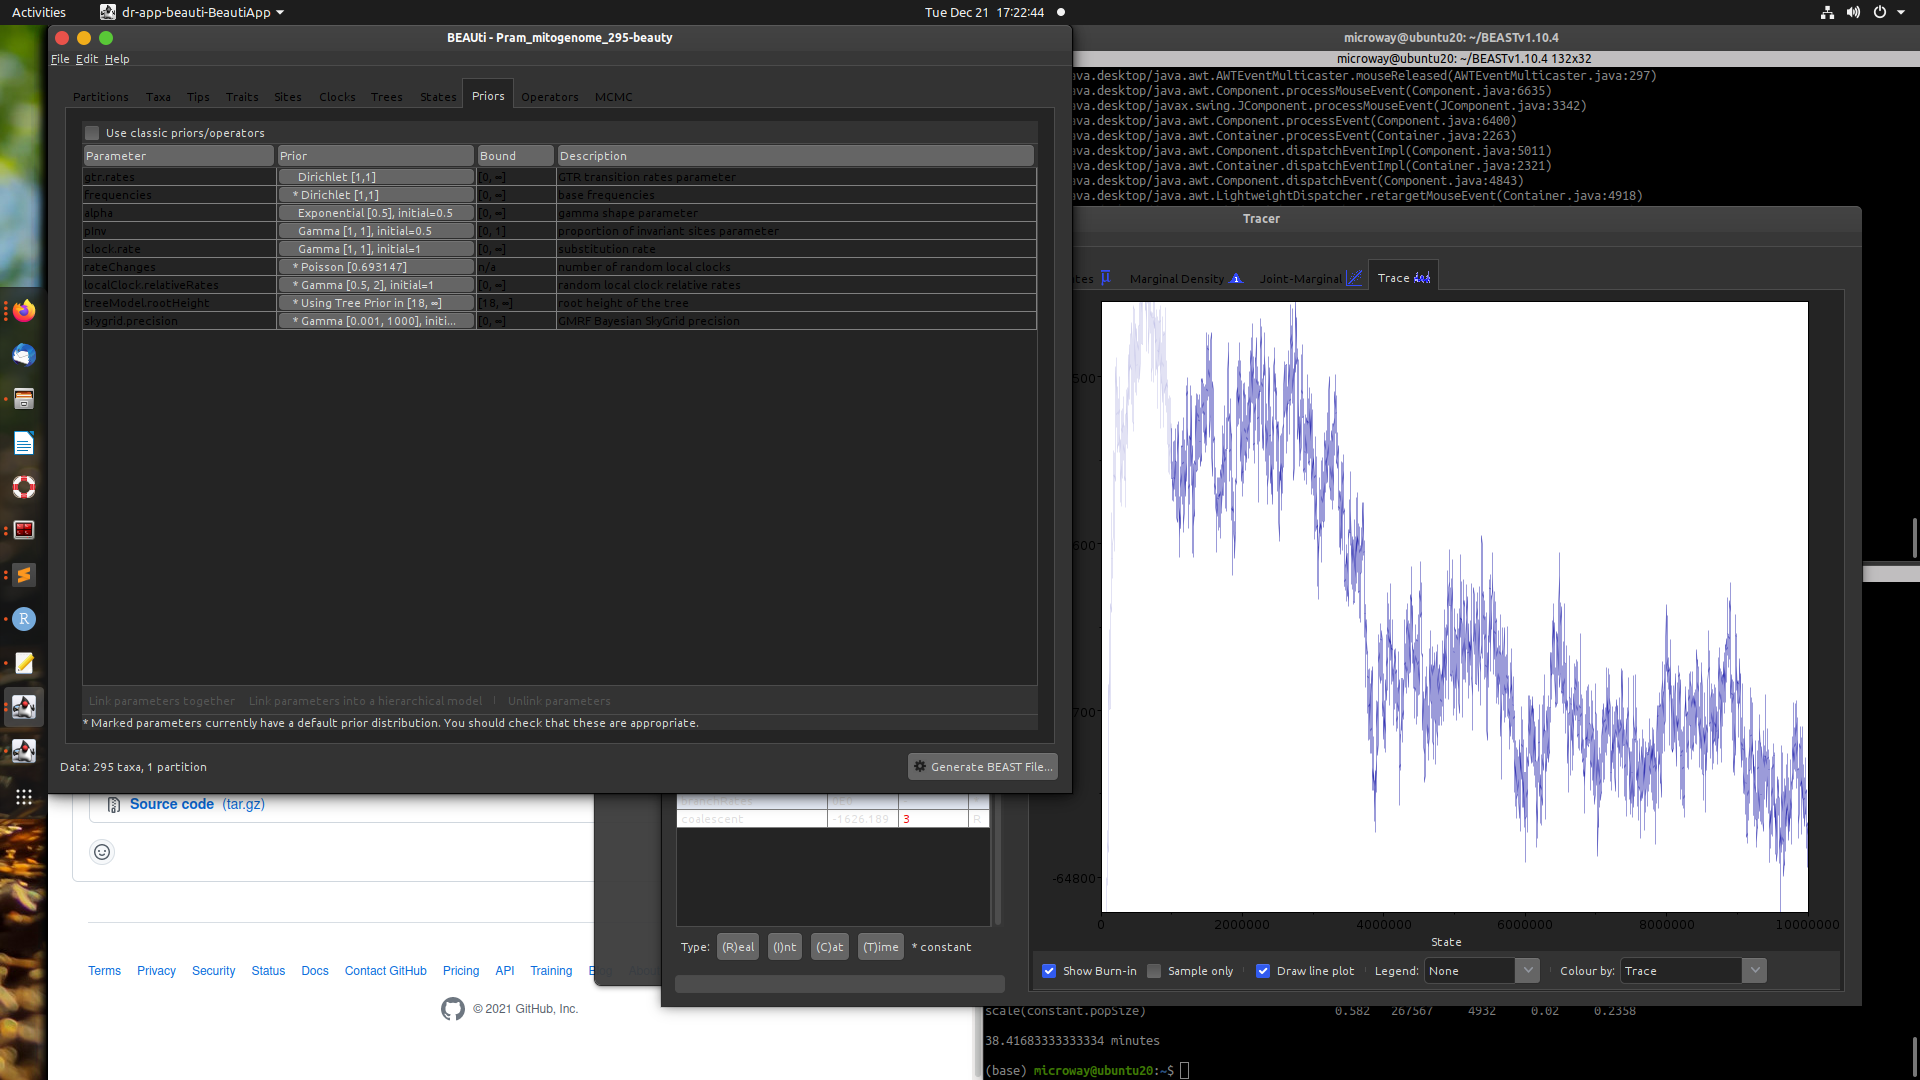 Activities
dr-app-beauti-BeautiApp
Tue Dec 21 17:22:44
BEAUti - Pram_mitogenome_295-beauty
File Edit Help
Partitions Taxa Tips Traits Sites Clocks Trees States Priors Operators MCMC
Use classic priors/operators
Parameter Prior Bound Description
gtr.rates Dirichlet [1,1] [0, ∞] GTR transition rates parameter
frequencies * Dirichlet [1,1] [0, ∞] base frequencies
alpha Exponential [0.5], initial=0.5 [0, ∞] gamma shape parameter
pInv Gamma [1, 1], initial=0.5 [0, 1] proportion of invariant sites parameter
clock.rate Gamma [1, 1], initial=1 [0, ∞] substitution rate
rateChanges * Poisson [0.693147] n/a number of random local clocks
localClock.relativeRates * Gamma [0.5, 2], initial=1 [0, ∞] random local clock relative rates
treeModel.rootHeight * Using Tree Prior in [18, ∞] [18, ∞] root height of the tree
skygrid.precision * Gamma [0.001, 1000], initi... [0, ∞] GMRF Bayesian SkyGrid precision
Link parameters together Link parameters into a hierarchical model Unlink parameters
* Marked parameters currently have a default prior distribution. You should check that these are appropriate.
Data: 295 taxa, 1 partition
Generate BEAST File...
microway@ubuntu20: ~/BEASTv1.10.4
microway@ubuntu20: ~/BEASTv1.10.4 132x32
ava.desktop/java.awt.AWTEventMulticaster.mouseReleased(AWTEventMulticaster.java:297)
ava.desktop/java.awt.Component.processMouseEvent(Component.java:6635)
ava.desktop/javax.swing.JComponent.processMouseEvent(JComponent.java:3342)
ava.desktop/java.awt.Component.processEvent(Component.java:6400)
ava.desktop/java.awt.Container.processEvent(Container.java:2263)
ava.desktop/java.awt.Component.dispatchEventImpl(Component.java:5011)
ava.desktop/java.awt.Container.dispatchEventImpl(Container.java:2321)
ava.desktop/java.awt.Component.dispatchEvent(Component.java:4843)
ava.desktop/java.awt.LightweightDispatcher.retargetMouseEvent(Container.java:4918)
Tracer
tes Marginal Density Joint-Marginal Trace
500
600
700
-64800
0 2000000 4000000 6000000 8000000 10000000
State
Show Burn-in Sample only Draw line plot Legend: None Colour by: Trace
branchRates 0E0
coalescent -1626.189 3 R
Type: (R)eal (I)nt (C)at (T)ime * constant
Source code (tar.gz)
Terms Privacy Security Status Docs Contact GitHub Pricing API Training Blog About
© 2021 GitHub, Inc.
scale(constant.popSize) 0.582 267567 4932 0.02 0.2358
38.41683333333334 minutes
(base) microway@ubuntu20:~$